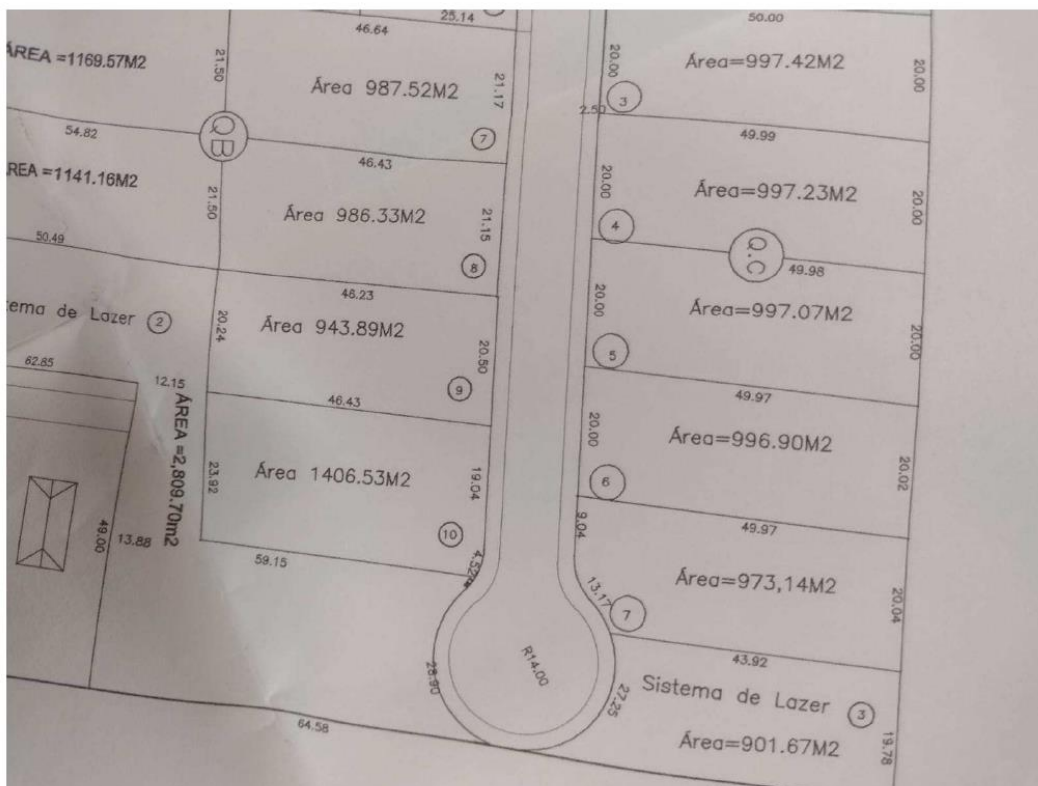 25.14
46.64
50.00
ÁREA =1169.57M2
21.50
Área 987.52M2
21.17
20.00
Área=997.42M2
20.00
3
2.50
54.82
QB
7
46.43
49.99
REA =1141.16M2
21.50
Área 986.33M2
21.15
20.00
Área=997.23M2
20.00
4
Q.C
50.49
8
46.23
49.98
tema de Lazer 2
20.24
Área 943.89M2
20.50
20.00
Área=997.07M2
20.00
5
62.85
12.15
9
46.43
49.97
ÁREA =2,809.70m2
23.92
Área 1406.53M2
19.04
20.00
Área=996.90M2
20.02
6
49.00
13.88
10
9.04
49.97
59.15
4.52
13.17
Área=973,14M2
20.04
7
R14.00
43.92
28.90
27.25
Sistema de Lazer 3
64.58
Área=901.67M2
19.78